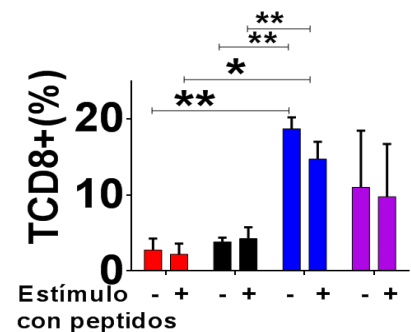 **
**
*
**
TCD8+(%)
20
10
0
Estímulo - + - + - + - +
con peptidos